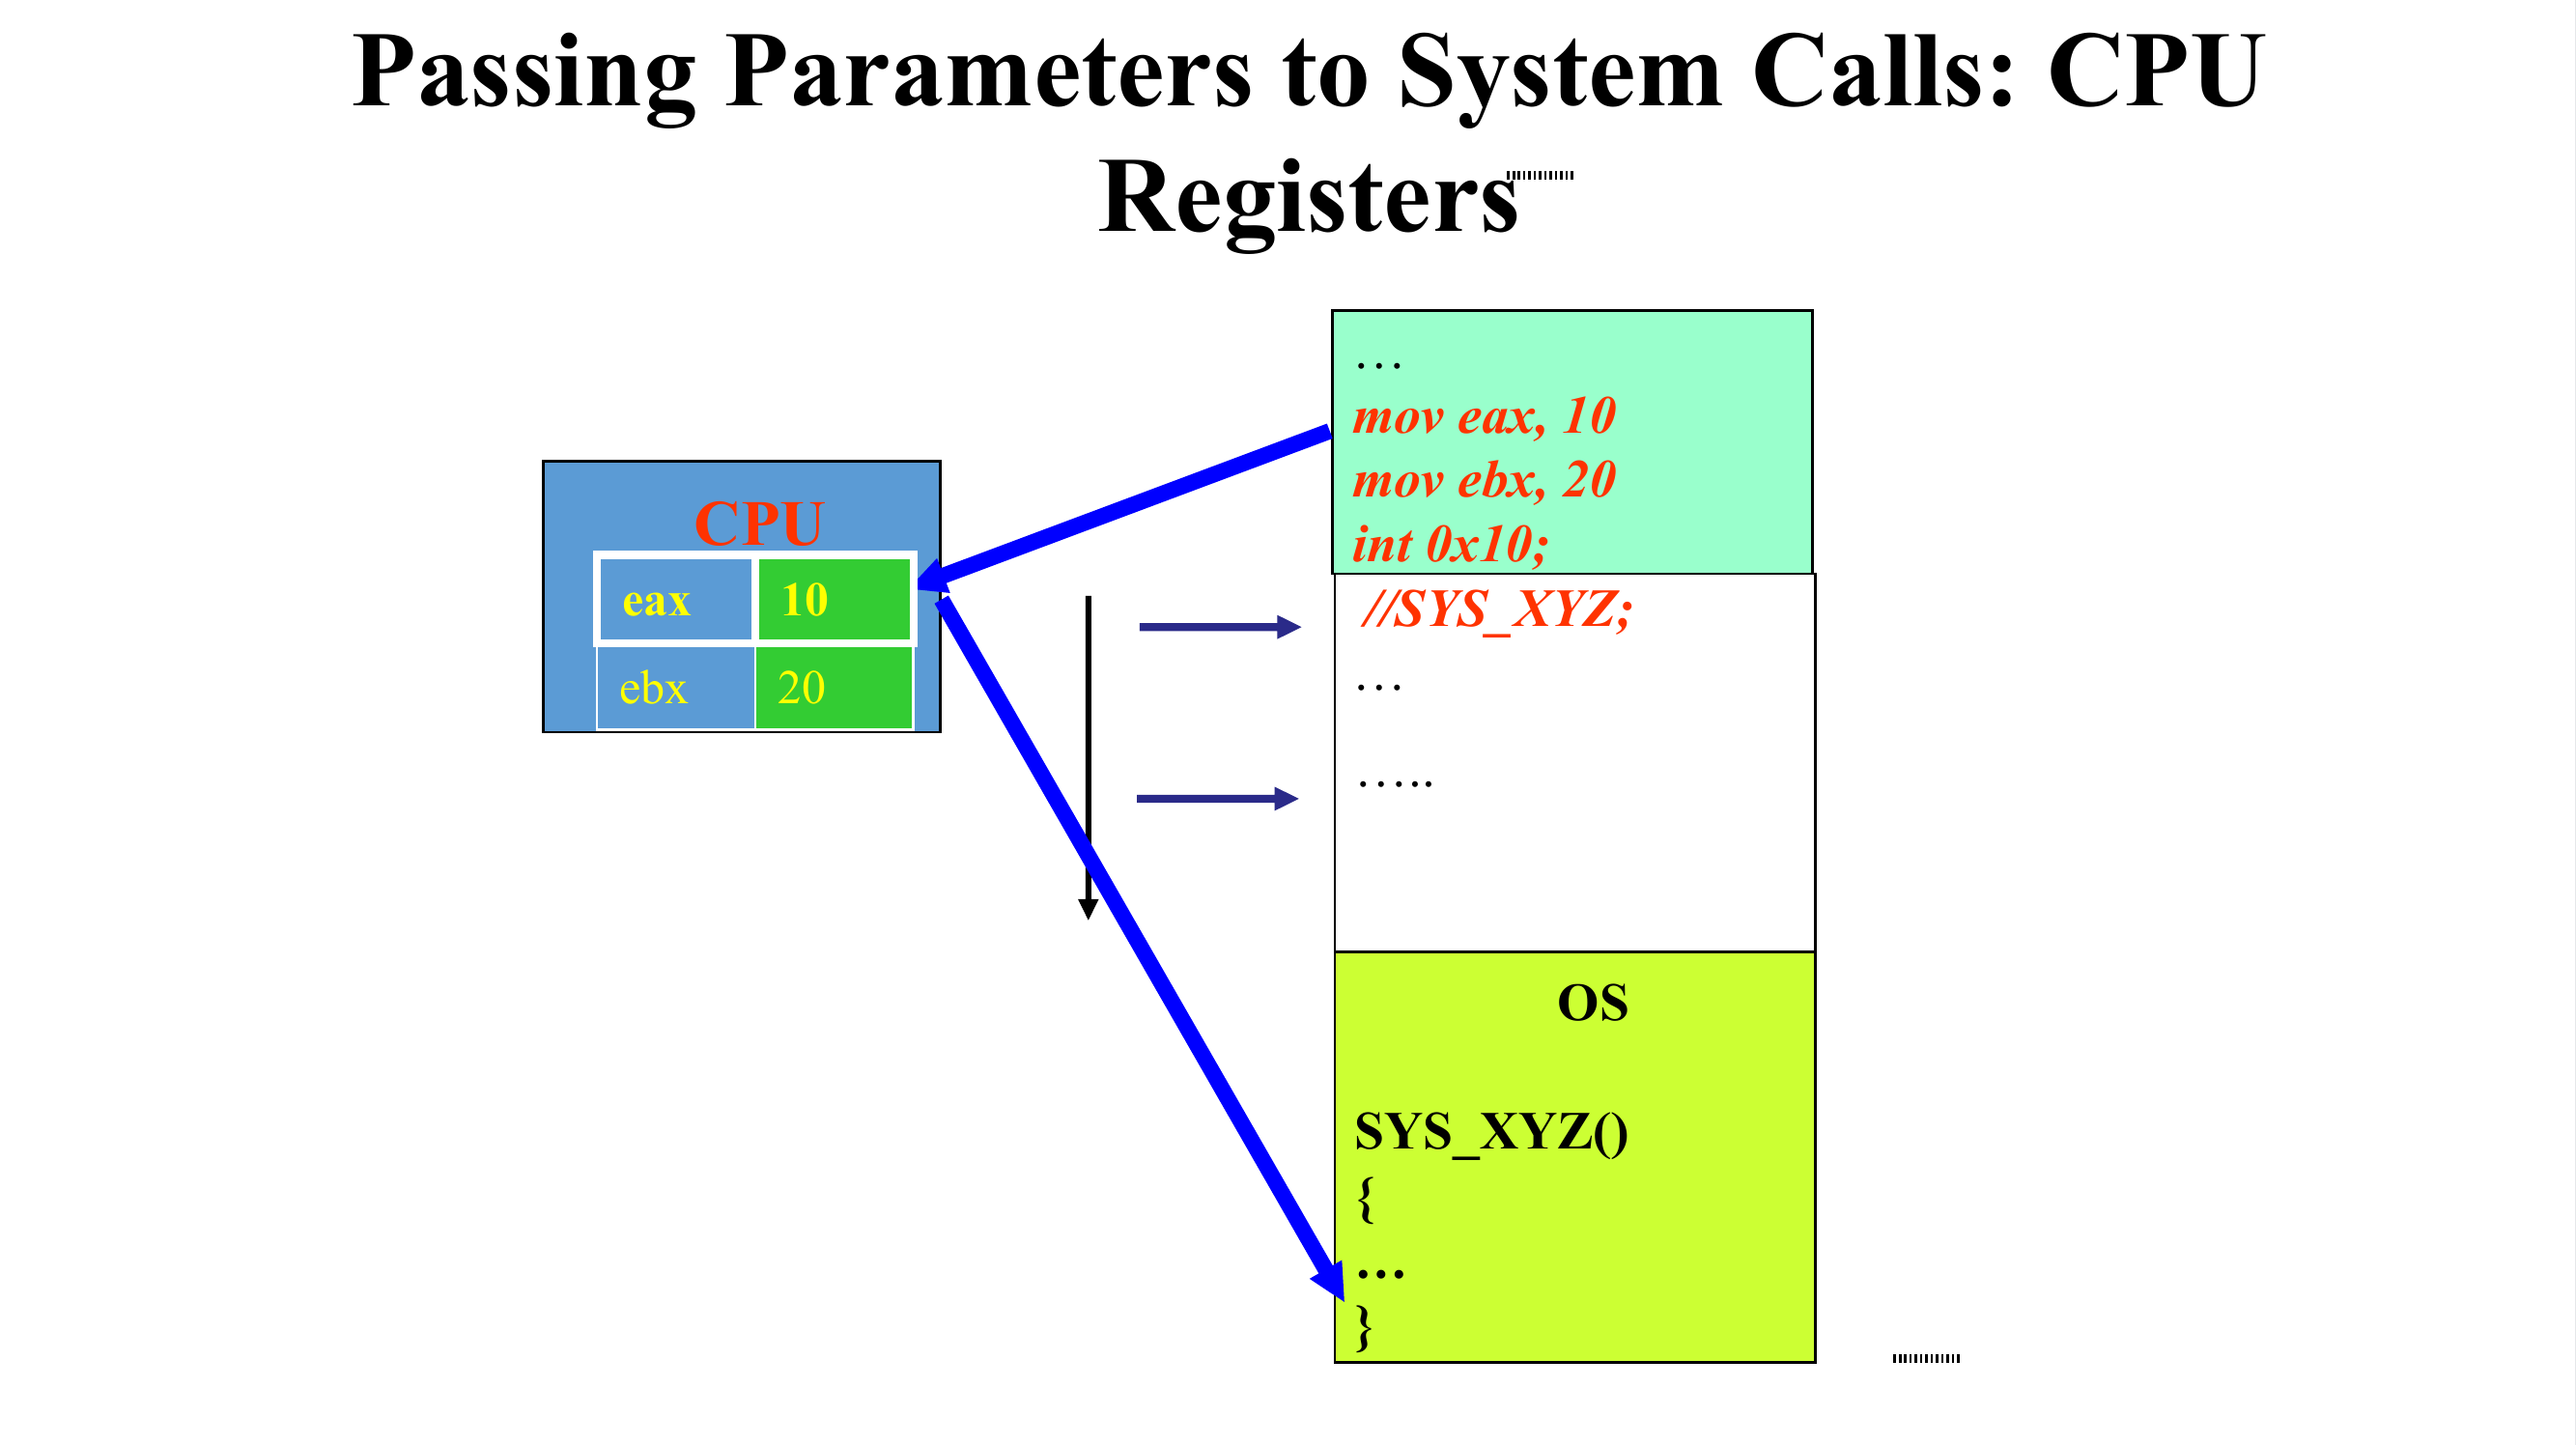 Passing Parameters to System Calls: CPU
Registers
CPU
eax 10
ebx 20
…
mov eax, 10
mov ebx, 20
int 0x10;
//SYS_XYZ;
…
…..
OS
SYS_XYZ()
{
…
}